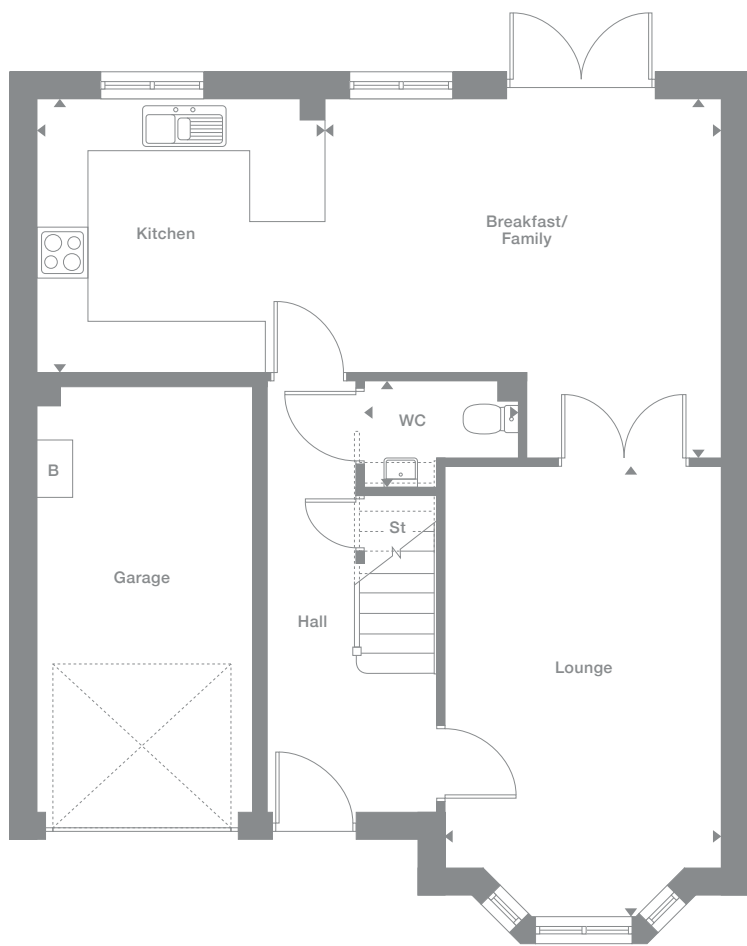 Kitchen
Breakfast/
Family
WC
B
St
Garage
Hall
Lounge